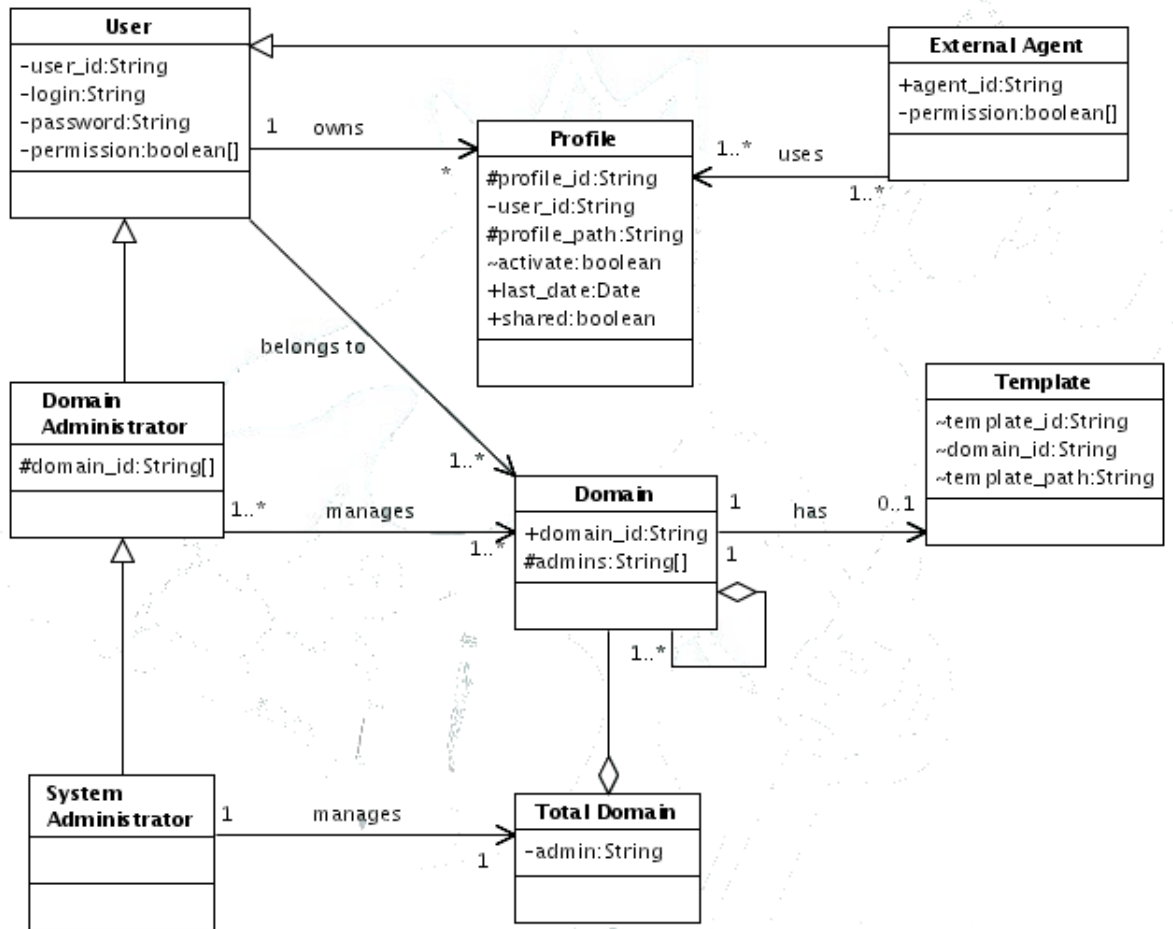 User
-user_id:String
-login:String
-password:String
-permission:boolean[]
External Agent
+agent_id:String
-permission:boolean[]
1 owns
*
Profile
#profile_id:String
-user_id:String
#profile_path:String
~activate:boolean
+last_date:Date
+shared:boolean
1..* uses
1..*
belongs to
1..*
Domain
Administrator
#domain_id:String[]
1..* manages
1..*
Domain
+domain_id:String
#admins:String[]
1 has 0..1
1
1..*
Template
~template_id:String
~domain_id:String
~template_path:String
System
Administrator
1 manages
1
Total Domain
-admin:String